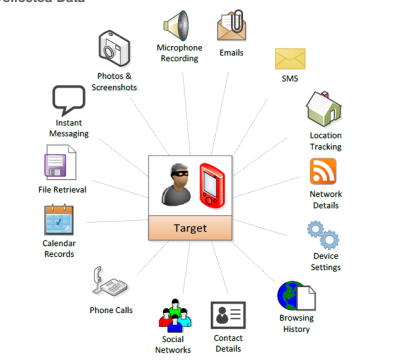 Collected Data
Microphone
Recording
Emails
Photos &
Screenshots
SMS
Instant
Messaging
Location
Tracking
File Retrieval
Network
Details
Target
Calendar
Records
Device
Settings
Phone Calls
Browsing
History
Social
Networks
Contact
Details